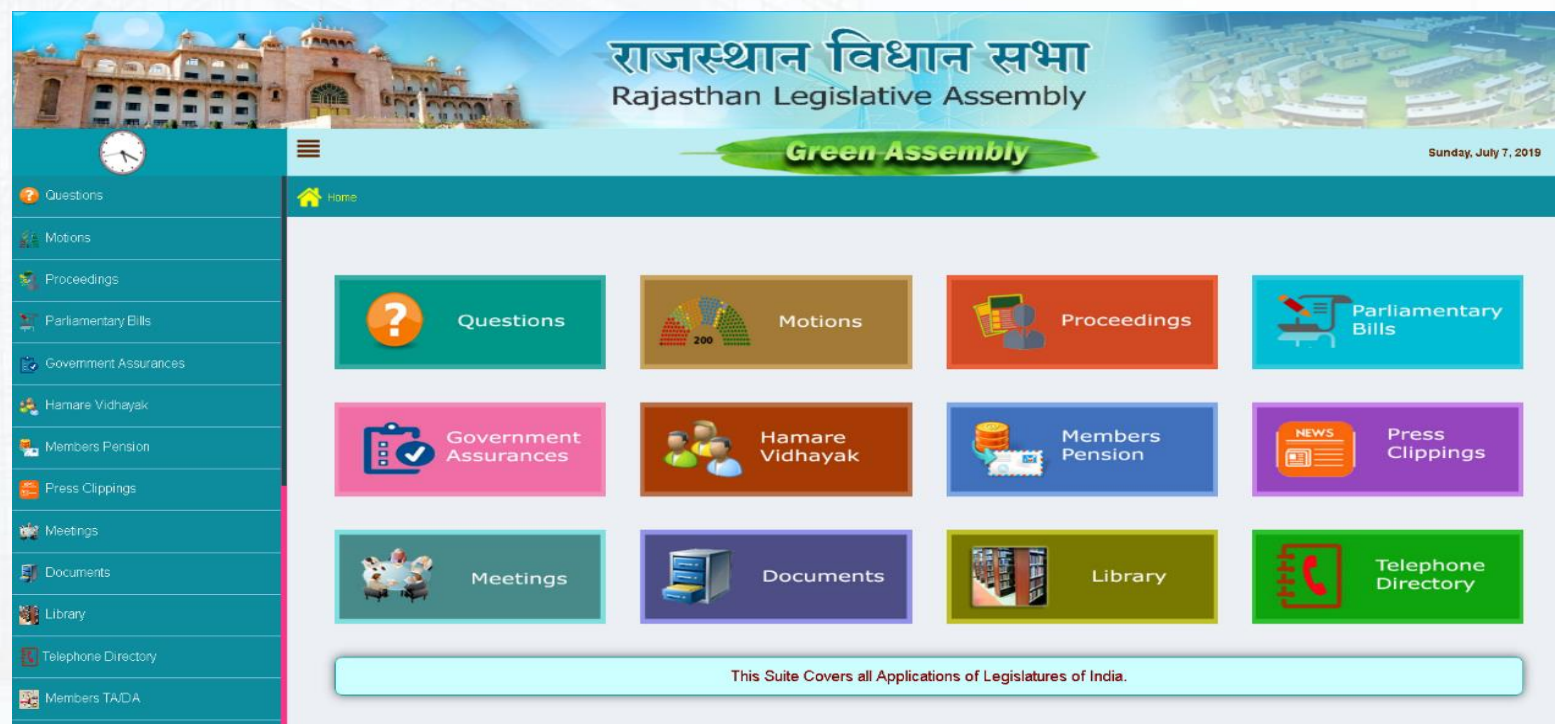 राजस्थान विधान सभा
Rajasthan Legislative Assembly
Green Assembly
Sunday, July 7, 2019
Questions
Motions
Proceedings
Parliamentary Bills
Government Assurances
Hamare Vidhayak
Members Pension
Press Clippings
Meetings
Documents
Library
Telephone Directory
Members TA/DA
Home
Questions
200
Motions
Proceedings
Parliamentary
Bills
Government
Assurances
Hamare
Vidhayak
Members
Pension
NEWS
Press
Clippings
Meetings
Documents
Library
Telephone
Directory
This Suite Covers all Applications of Legislatures of India.